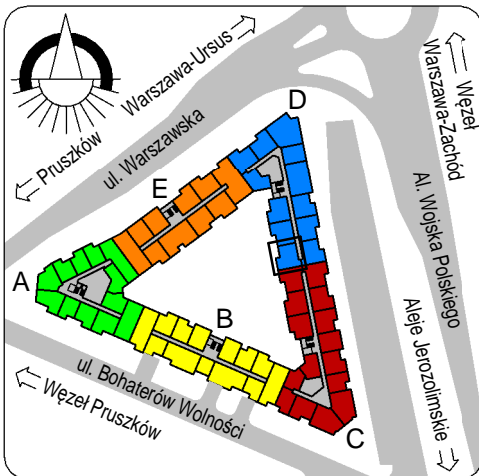 Warszawa-Ursus
Pruszków
ul. Warszawska
D
E
A
B
C
Węzeł
Warszawa-Zachód
Al. Wojska Polskiego
Aleje Jerozolimskie
ul. Bohaterów Wolności
Węzeł Pruszków